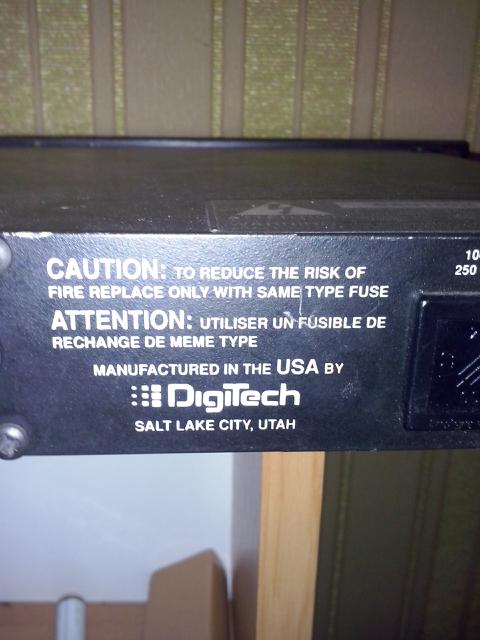 CAUTION: TO REDUCE THE RISK OF
FIRE REPLACE ONLY WITH SAME TYPE FUSE
ATTENTION: UTILISER UN FUSIBLE DE
RECHANGE DE MEME TYPE
MANUFACTURED IN THE USA BY
DigiTech
SALT LAKE CITY, UTAH
250